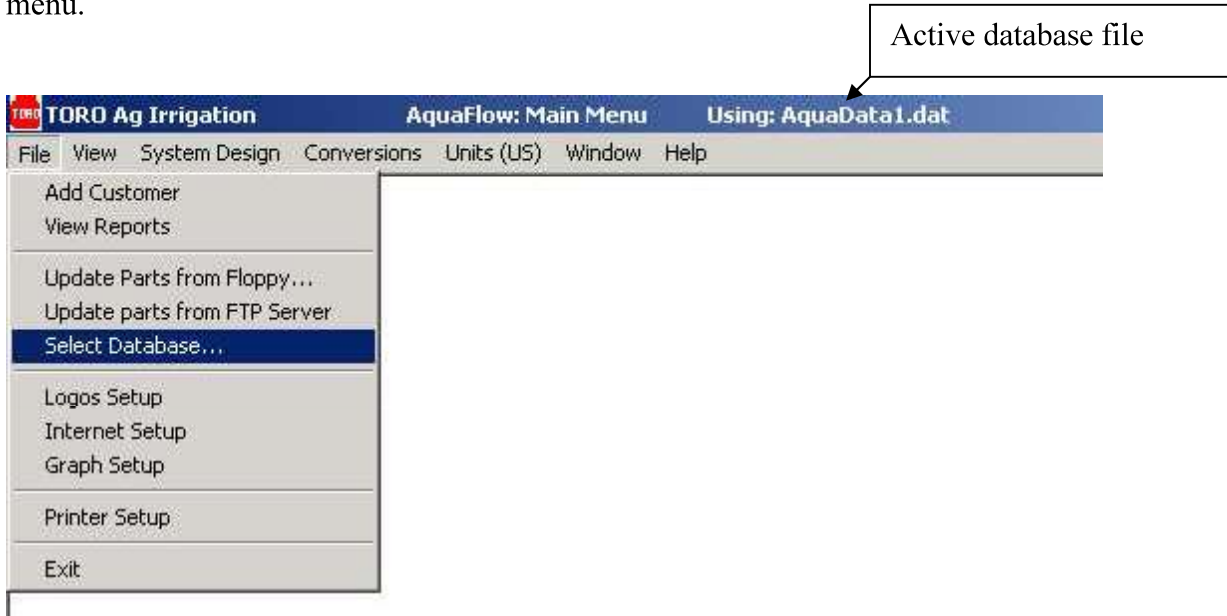 menu.
Active database file
TORO TORO Ag Irrigation AquaFlow: Main Menu Using: AquaData1.dat
File View System Design Conversions Units (US) Window Help
Add Customer
View Reports
Update Parts from Floppy...
Update parts from FTP Server
Select Database...
Logos Setup
Internet Setup
Graph Setup
Printer Setup
Exit